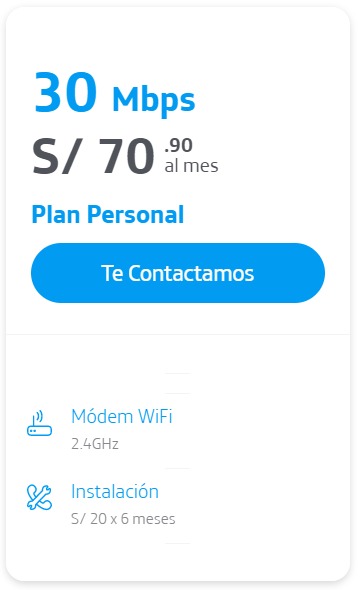 30 Mbps
S/ 70 .90
al mes
Plan Personal
Te Contactamos
Módem WiFi
2.4GHz
Instalación
S/ 20 x 6 meses